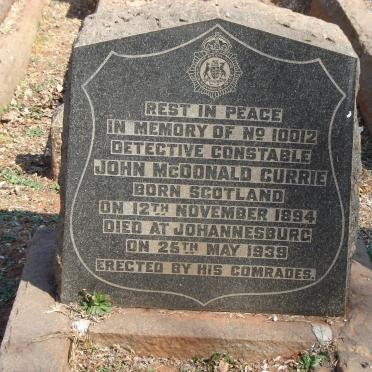 REST IN PEACE
IN MEMORY OF NO 10012
DETECTIVE CONSTABLE
JOHN McDONALD CURRIE
BORN SCOTLAND
ON 12TH NOVEMBER 1894
DIED AT JOHANNESBURG
ON 25TH MAY 1939
ERECTED BY HIS COMRADES.